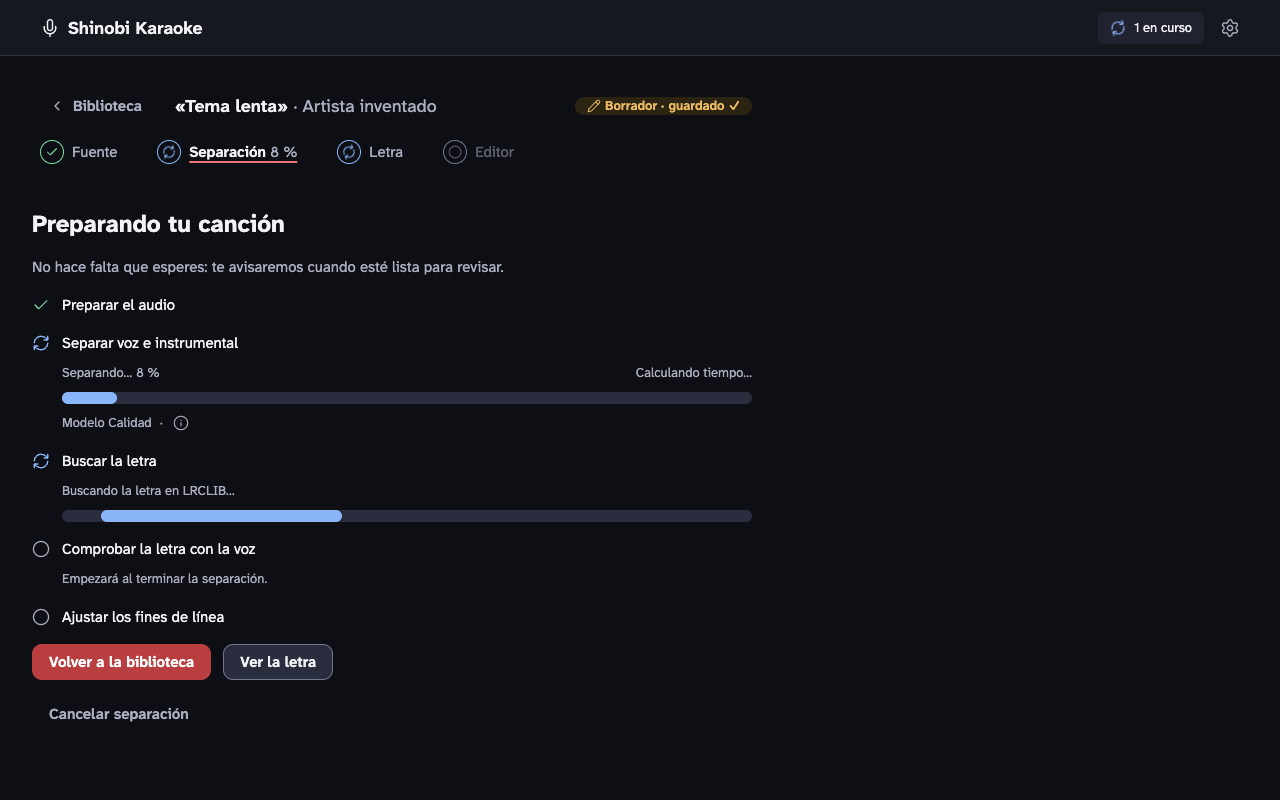 Shinobi Karaoke
1 en curso
Biblioteca
«Tema lenta» · Artista inventado
Borrador · guardado ✓
Fuente
Separación 8 %
Letra
Editor
Preparando tu canción
No hace falta que esperes: te avisaremos cuando esté lista para revisar.
Preparar el audio
Separar voz e instrumental
Separando… 8 %
Calculando tiempo…
Modelo Calidad ·
Buscar la letra
Buscando la letra en LRCLIB…
Comprobar la letra con la voz
Empezará al terminar la separación.
Ajustar los fines de línea
Volver a la biblioteca
Ver la letra
Cancelar separación